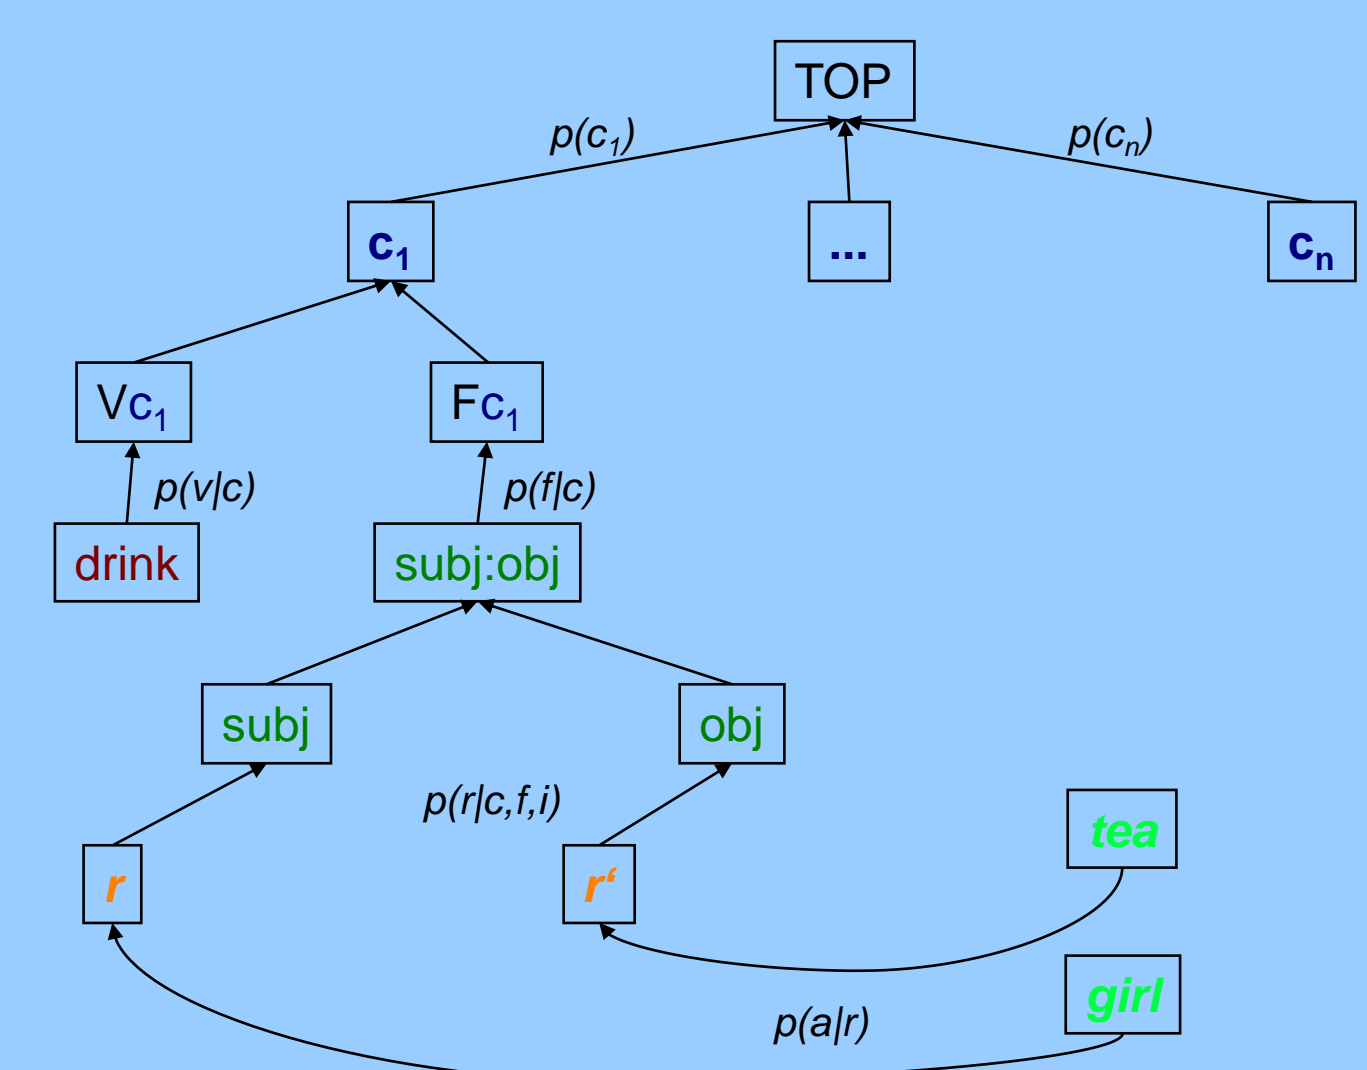 TOP
p(c₁)
p(cₙ)
c₁
...
cₙ
Vc₁
Fc₁
p(v|c)
p(f|c)
drink
subj:obj
subj
obj
p(r|c,f,i)
tea
r
r‘
girl
p(a|r)